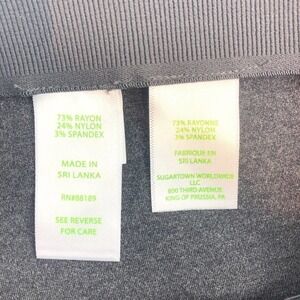 73% RAYON
24% NYLON
3% SPANDEX
MADE IN
SRI LANKA
RN#88189
SEE REVERSE
FOR CARE
73% RAYONNE
24% NYLON
3% SPANDEX
FABRIQUE EN
SRI LANKA
SUGARTOWN WORLDWIDE
LLC
800 THIRD AVENUE
KING OF PRUSSIA, PA